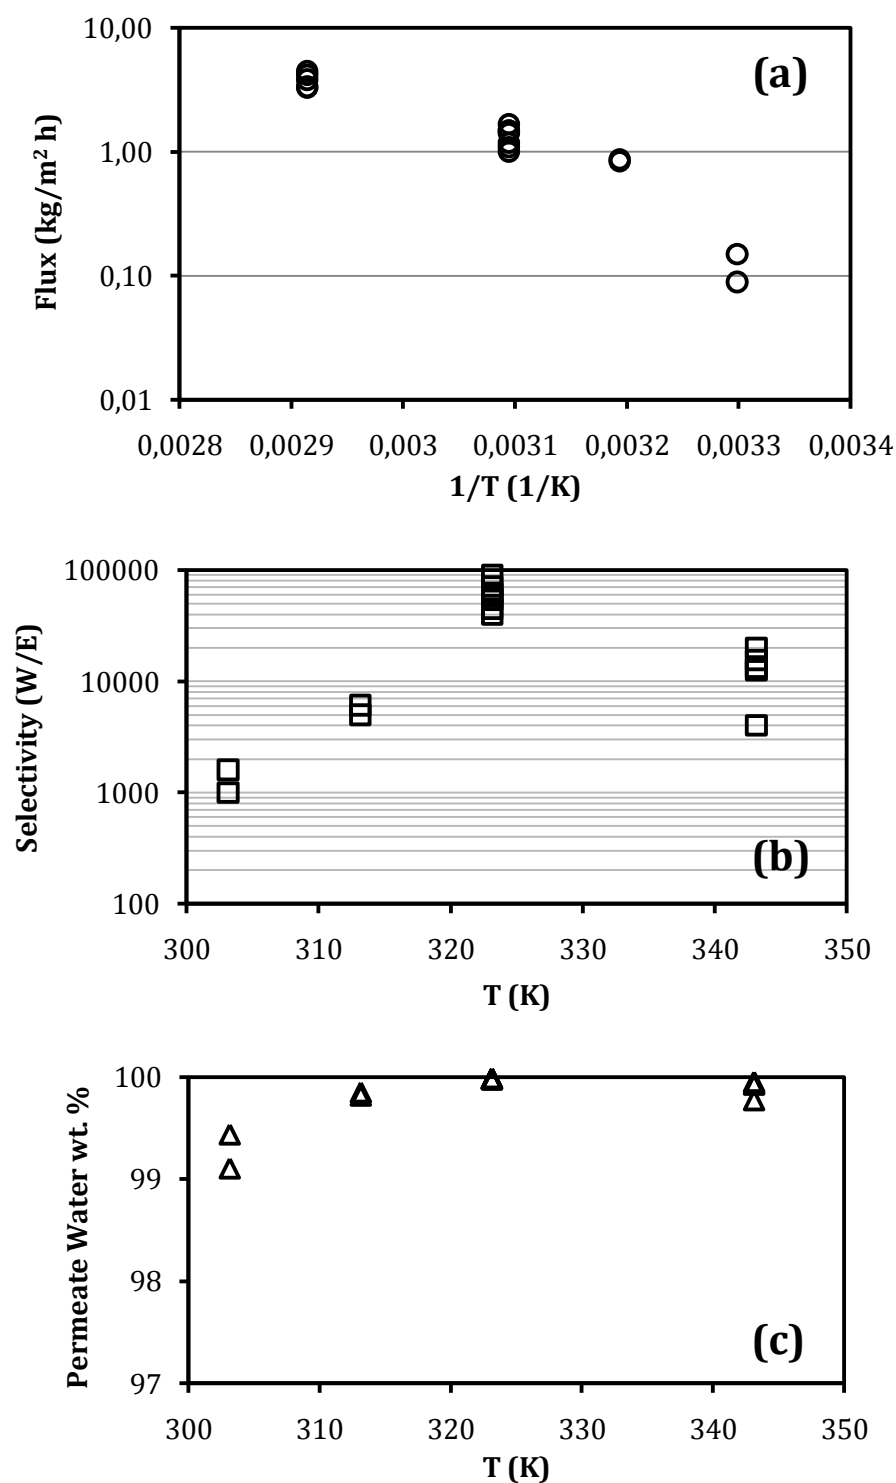 10,00
(a)
1,00
Flux (kg/m² h)
0,10
0,01
0,0028 0,0029 0,003 0,0031 0,0032 0,0033 0,0034
1/T (1/K)
100000
10000
Selectivity (W/E)
1000
(b)
100
300 310 320 330 340 350
T (K)
100
99
Permeate Water wt. %
98
(c)
97
300 310 320 330 340 350
T (K)